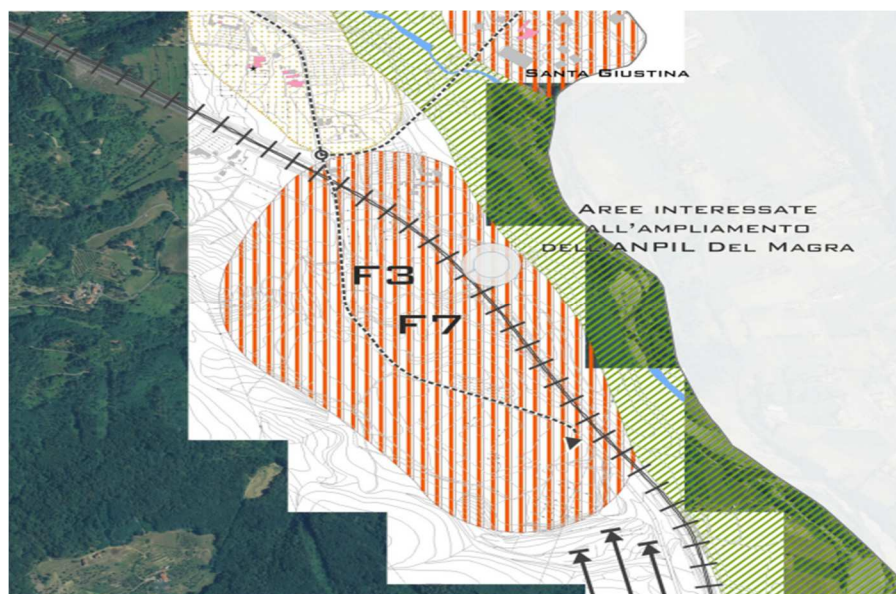 SANTA GIUSTINA
AREE INTERESSATE
ALL'AMPLIAMENTO
DELL'ANPIL DEL MAGRA
F3
F7